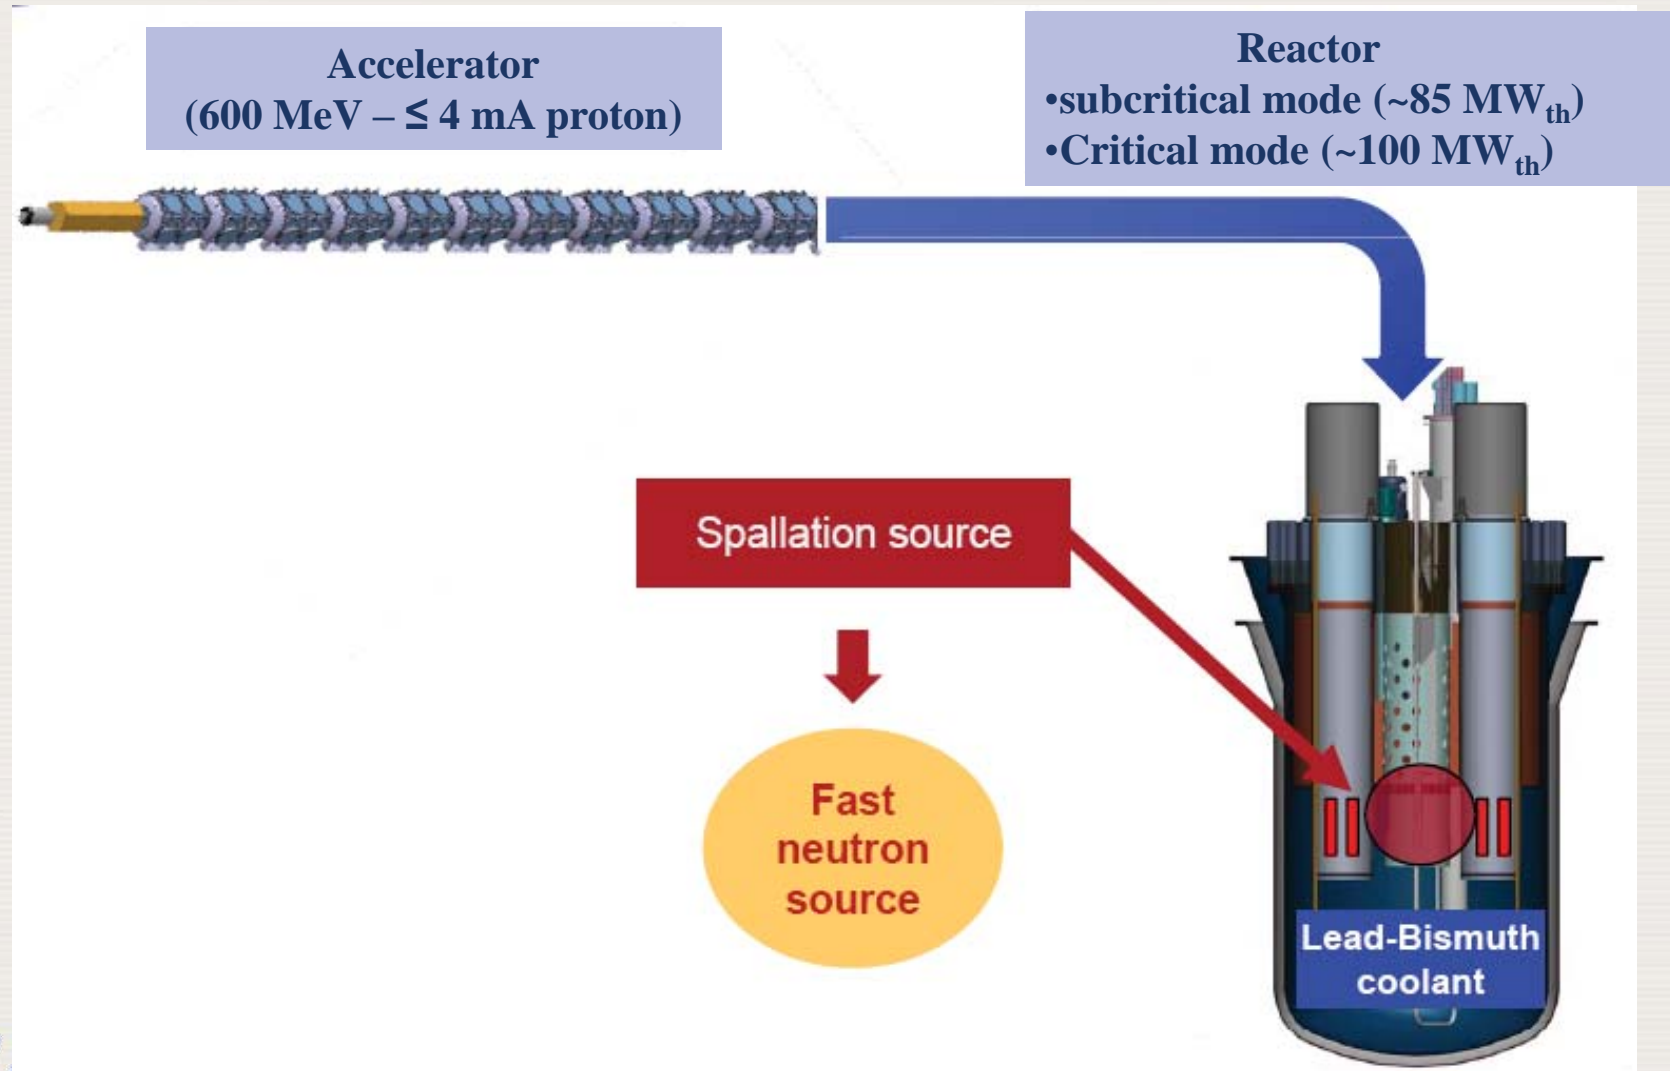 Accelerator
(600 MeV – ≤ 4 mA proton)
Reactor
•subcritical mode (~85 MWth)
•Critical mode (~100 MWth)
Spallation source
Fast
neutron
source
Lead-Bismuth
coolant